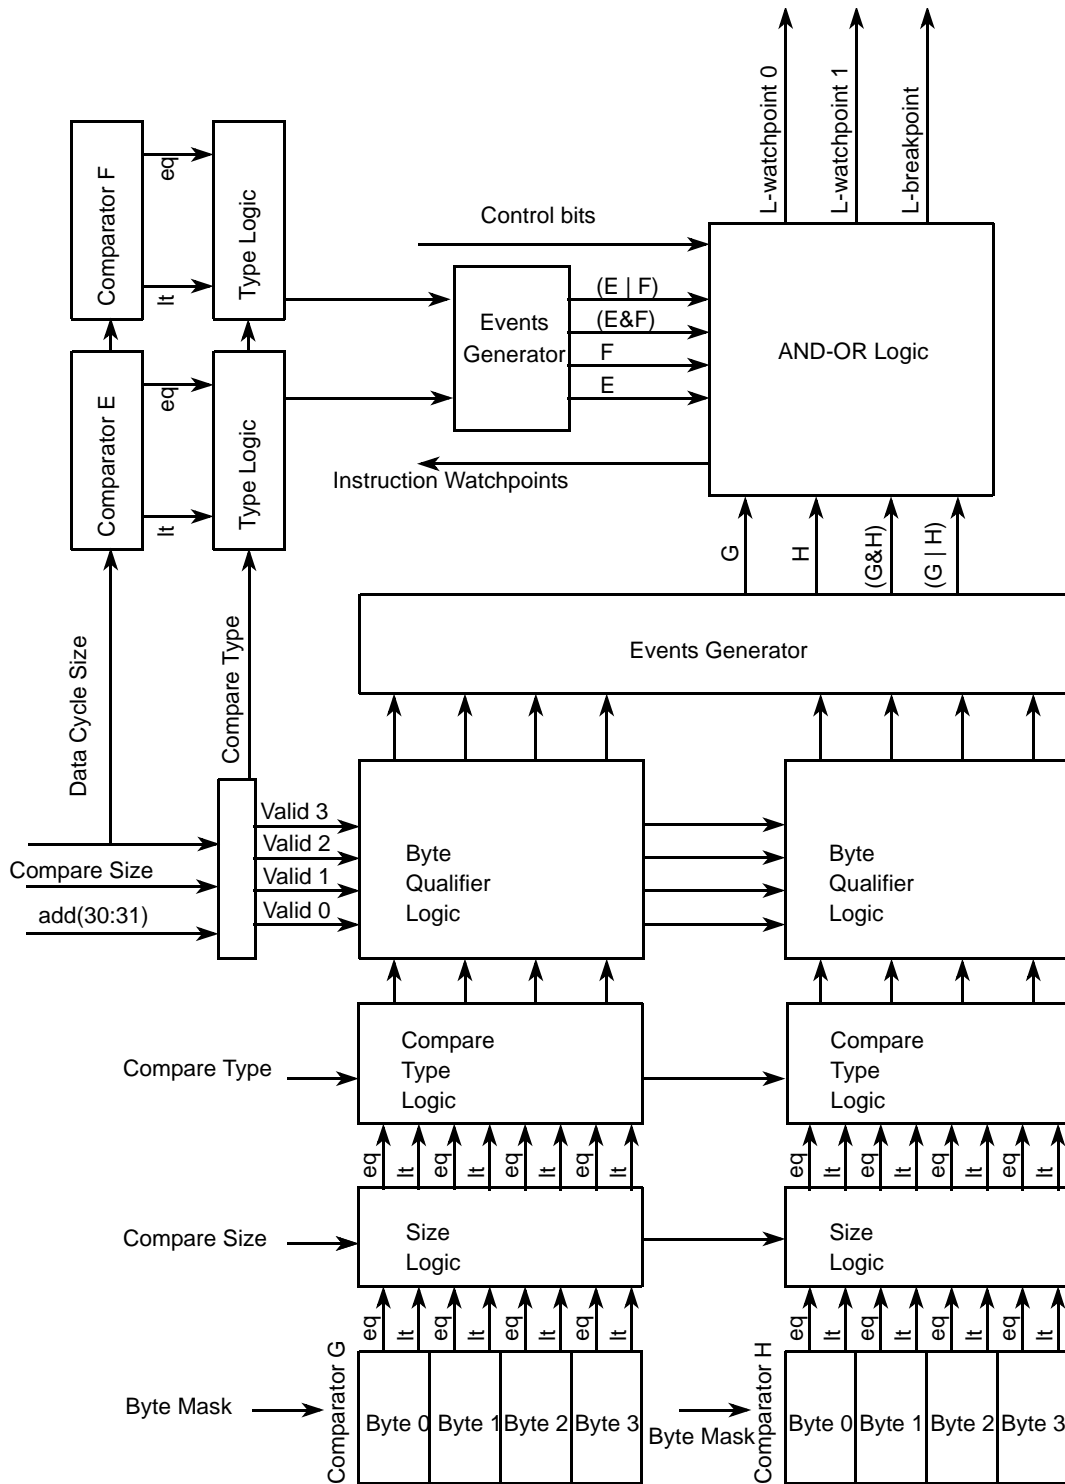 L-watchpoint 0
L-watchpoint 1
L-breakpoint
Comparator F
eq
lt
Type Logic
Control bits
Events
Generator
(E | F)
(E&F)
F
E
AND-OR Logic
Comparator E
eq
lt
Type Logic
Instruction Watchpoints
G
H
(G&H)
(G | H)
Events Generator
Data Cycle Size
Compare Type
Compare Size
add(30:31)
Valid 3
Valid 2
Valid 1
Valid 0
Byte
Qualifier
Logic
Byte
Qualifier
Logic
Compare Type
Compare
Type
Logic
Compare
Type
Logic
eq lt eq lt eq lt eq lt
eq lt eq lt eq lt eq lt
Compare Size
Size
Logic
Size
Logic
eq lt eq lt eq lt eq lt
eq lt eq lt eq lt eq lt
Byte Mask
Comparator G
Byte 0 Byte 1 Byte 2 Byte 3
Byte Mask
Comparator H
Byte 0 Byte 1 Byte 2 Byte 3